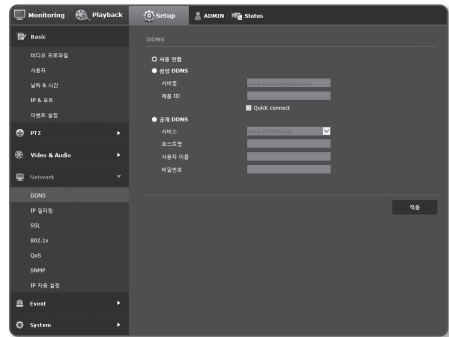 Monitoring Playback Setup ADMIN Status
Basic
비디오 프로파일
사용자
날짜 & 시간
IP & 포트
이벤트 설정
PTZ
Video & Audio
Network
DDNS
IP 필터링
SSL
802.1x
QoS
SNMP
IP 자동 설정
Event
System
DDNS
사용 안함
삼성 DDNS
서버명
제품 ID
Quick connect
공개 DDNS
서비스
호스트명
사용자 이름
비밀번호
적용